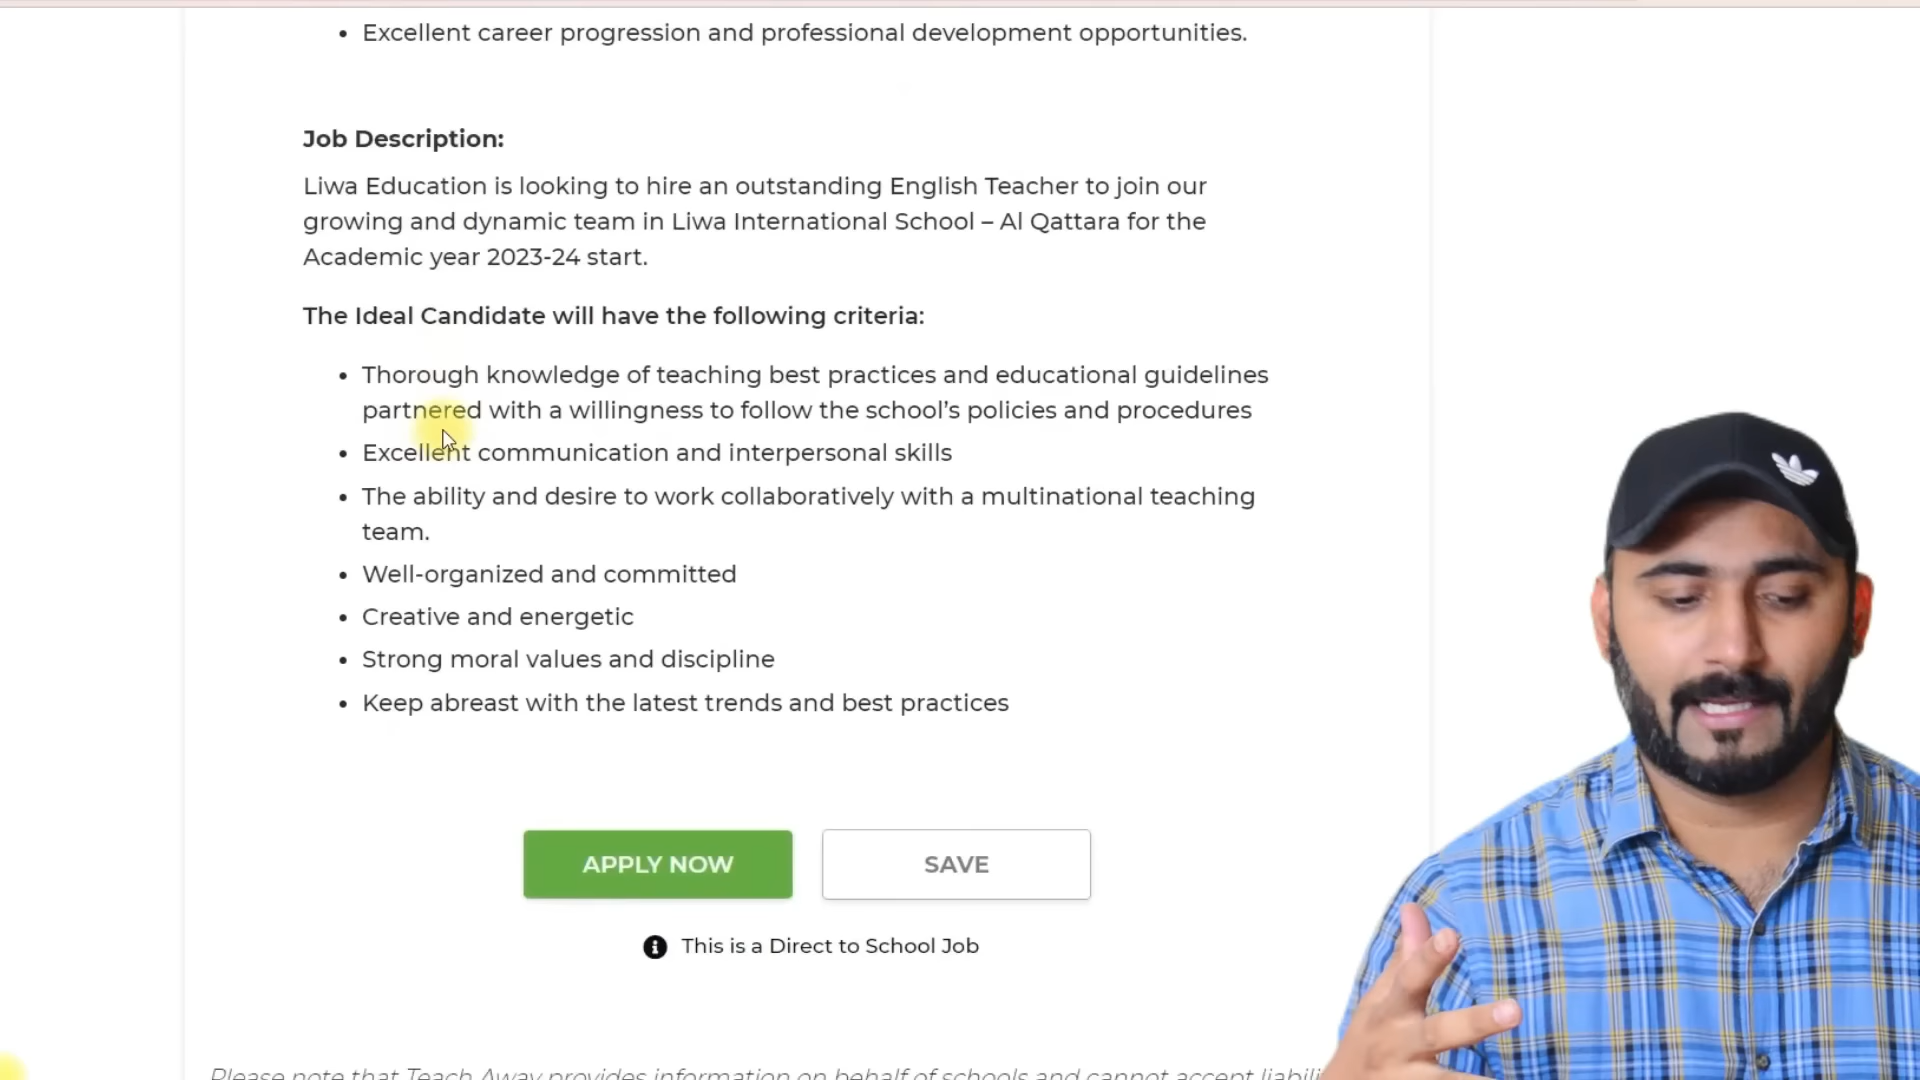 Excellent career progression and professional development opportunities.
Job Description:
Liwa Education is looking to hire an outstanding English Teacher to join our
growing and dynamic team in Liwa International School – Al Qattara for the
Academic year 2023-24 start.
The Ideal Candidate will have the following criteria:
Thorough knowledge of teaching best practices and educational guidelines
partnered with a willingness to follow the school’s policies and procedures
Excellent communication and interpersonal skills
The ability and desire to work collaboratively with a multinational teaching
team.
Well-organized and committed
Creative and energetic
Strong moral values and discipline
Keep abreast with the latest trends and best practices
APPLY NOW
SAVE
This is a Direct to School Job
Please note that Teach Away provides information on behalf of schools and cannot accept